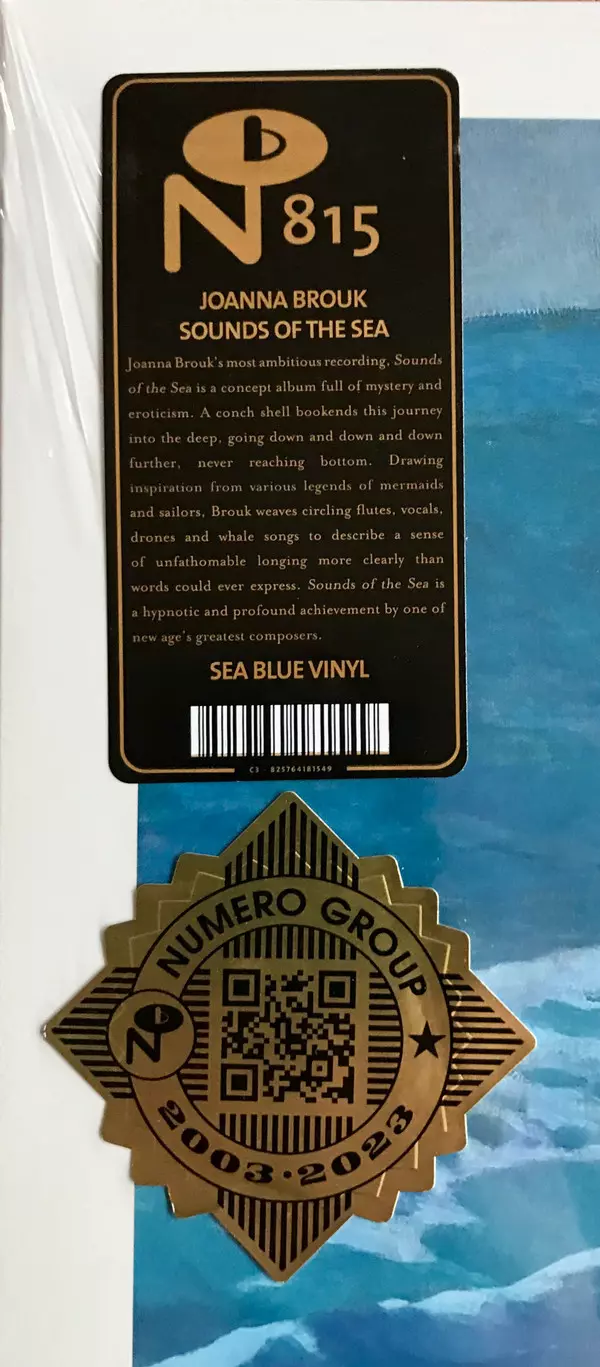 Nb 815
JOANNA BROUK
SOUNDS OF THE SEA
Joanna Brouk's most ambitious recording, Sounds
of the Sea is a concept album full of mystery and
eroticism. A conch shell bookends this journey
into the deep, going down and down and down
further, never reaching bottom. Drawing
inspiration from various legends of mermaids
and sailors, Brouk weaves circling flutes, vocals,
drones and whale songs to describe a sense
of unfathomable longing more clearly than
words could ever express. Sounds of the Sea is
a hypnotic and profound achievement by one of
new age's greatest composers.
SEA BLUE VINYL
C3 - 825764181549
NUMERO GROUP
Nb
2003·2023